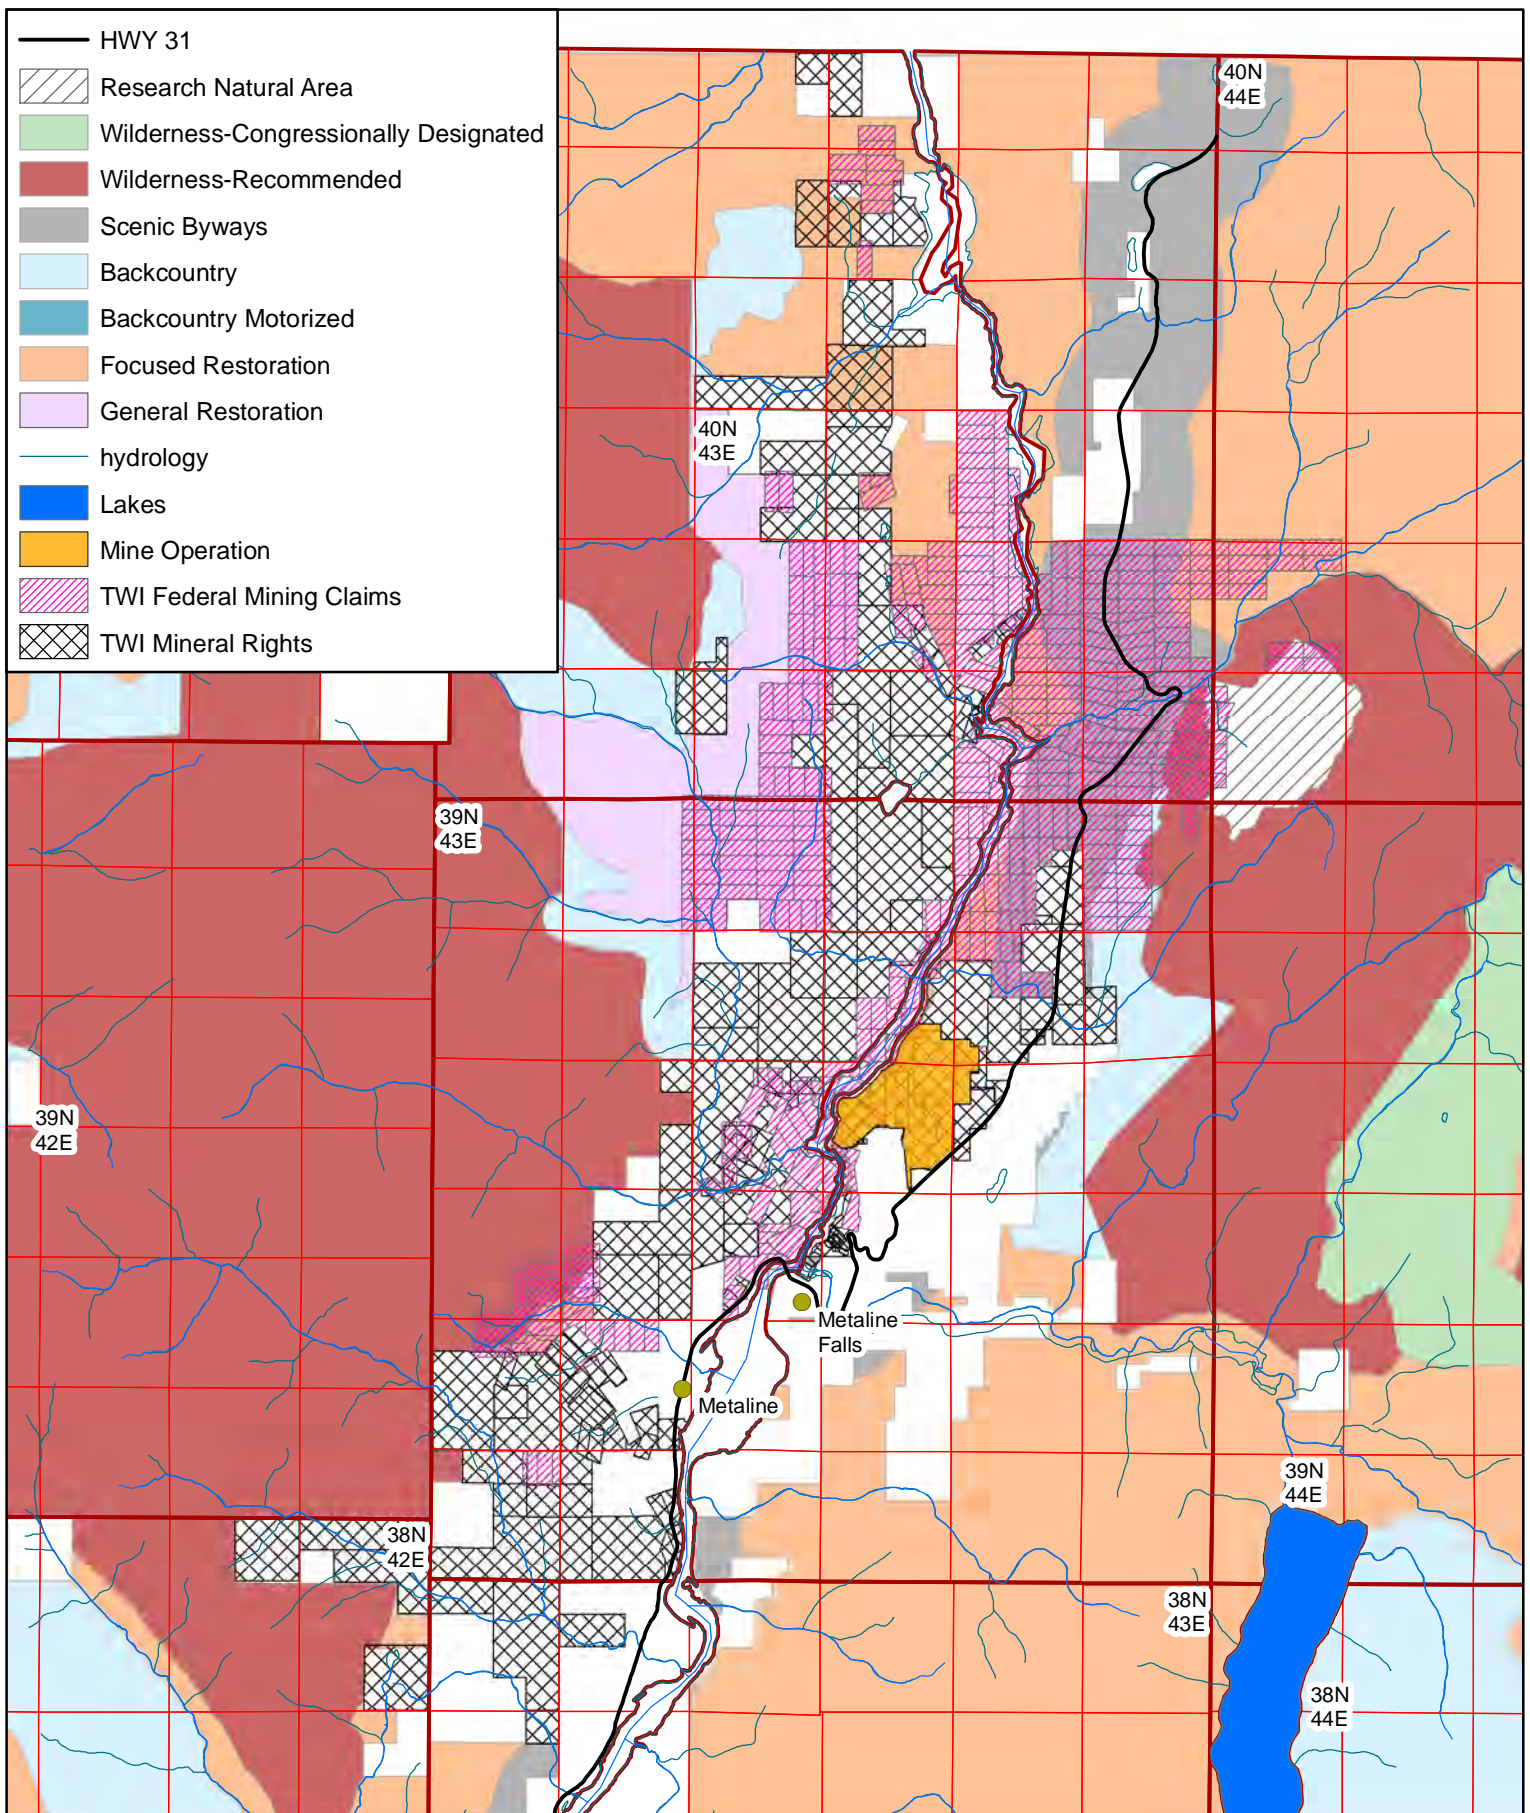 HWY 31
Research Natural Area
Wilderness-Congressionally Designated
Wilderness-Recommended
Scenic Byways
Backcountry
Backcountry Motorized
Focused Restoration
General Restoration
hydrology
Lakes
Mine Operation
TWI Federal Mining Claims
TWI Mineral Rights
40N
44E
40N
43E
39N
43E
39N
42E
Metaline
Falls
Metaline
39N
44E
38N
42E
38N
43E
38N
44E